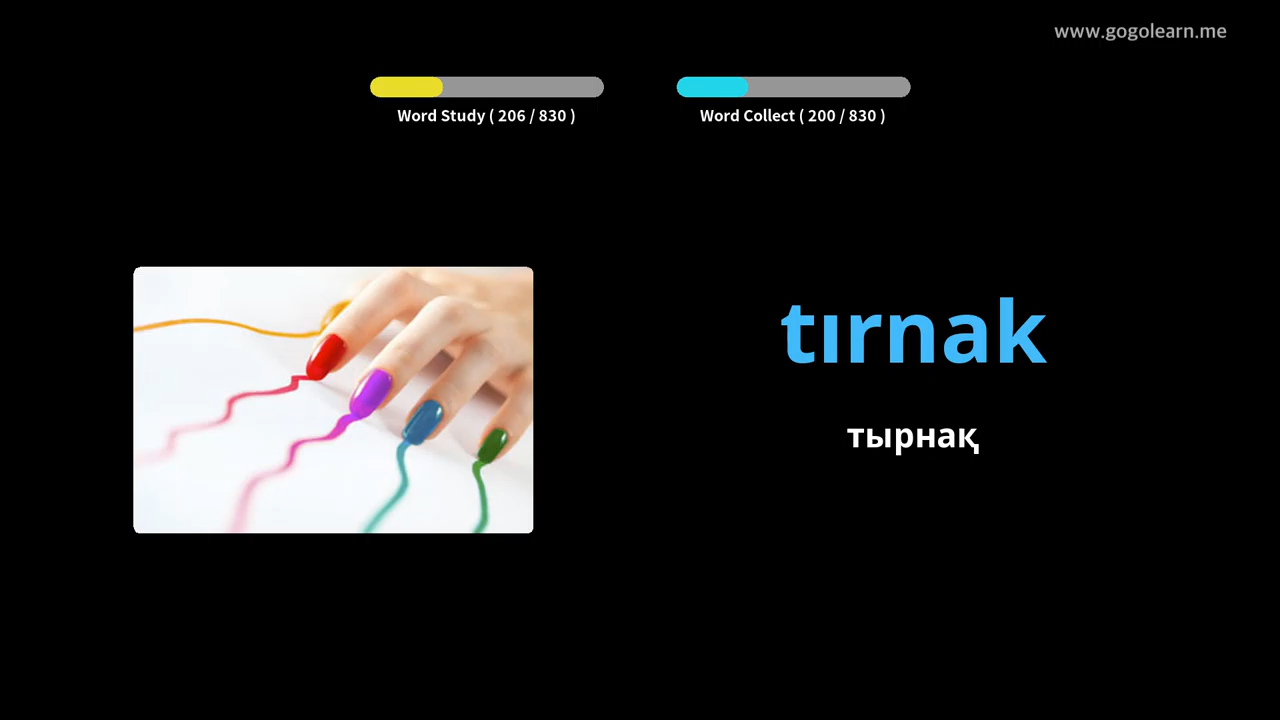 www.gogolearn.me
Word Study ( 206 / 830 )
Word Collect ( 200 / 830 )
tırnak
тырнақ